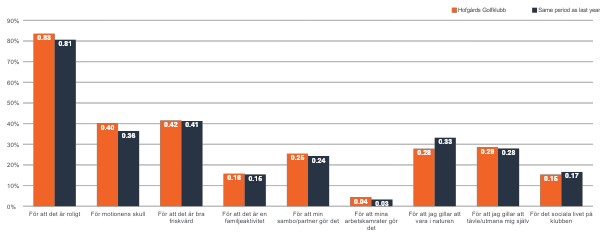 Hofgårds Golfklubb Same period as last year
90%
80%
70%
60%
50%
40%
30%
20%
10%
0%
0.83 0.81
0.40 0.36
0.42 0.41
0.16 0.16
0.26 0.24
0.04 0.03
0.28 0.33
0.29 0.28
0.16 0.17
För att det är roligt
För motionens skull
För att det är bra
friskvård
För att det är en
familjeaktivitet
För att min
sambo/partner gör det
För att mina
arbetskamrater gör
det
För att jag gillar att
vara i naturen
För att jag gillar att
tävla/utmana mig själv
För det sociala livet på
klubben